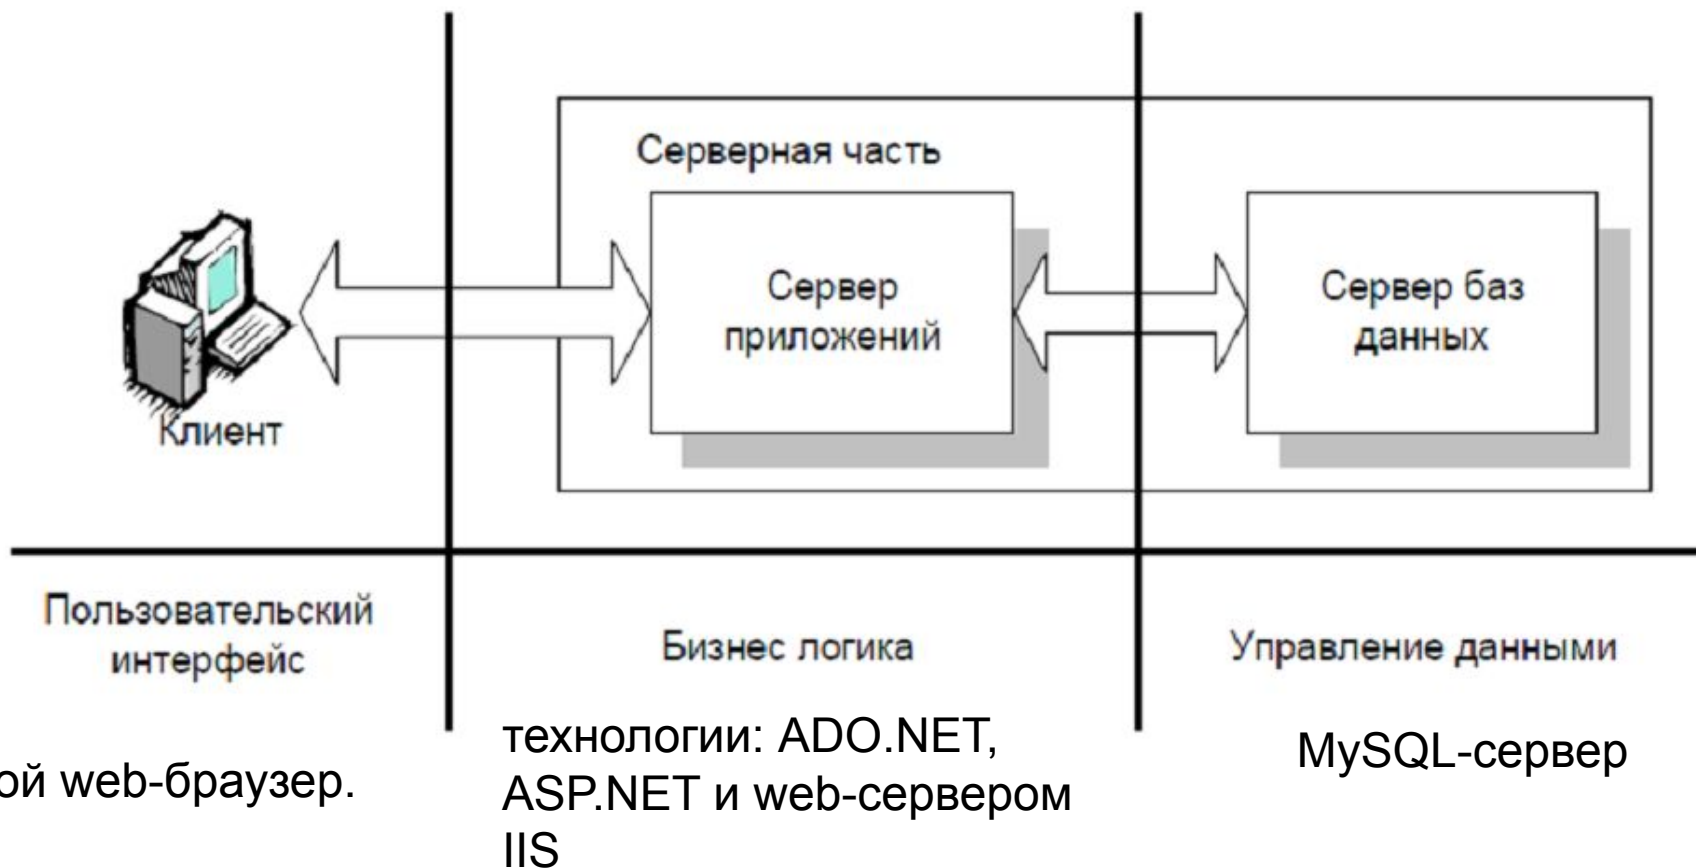 Серверная часть
Сервер
приложений
Сервер баз
данных
Клиент
Пользовательский
интерфейс
Бизнес логика
Управление данными
web-браузер.
технологии: ADO.NET,
ASP.NET и web-сервером
IIS
MySQL-сервер